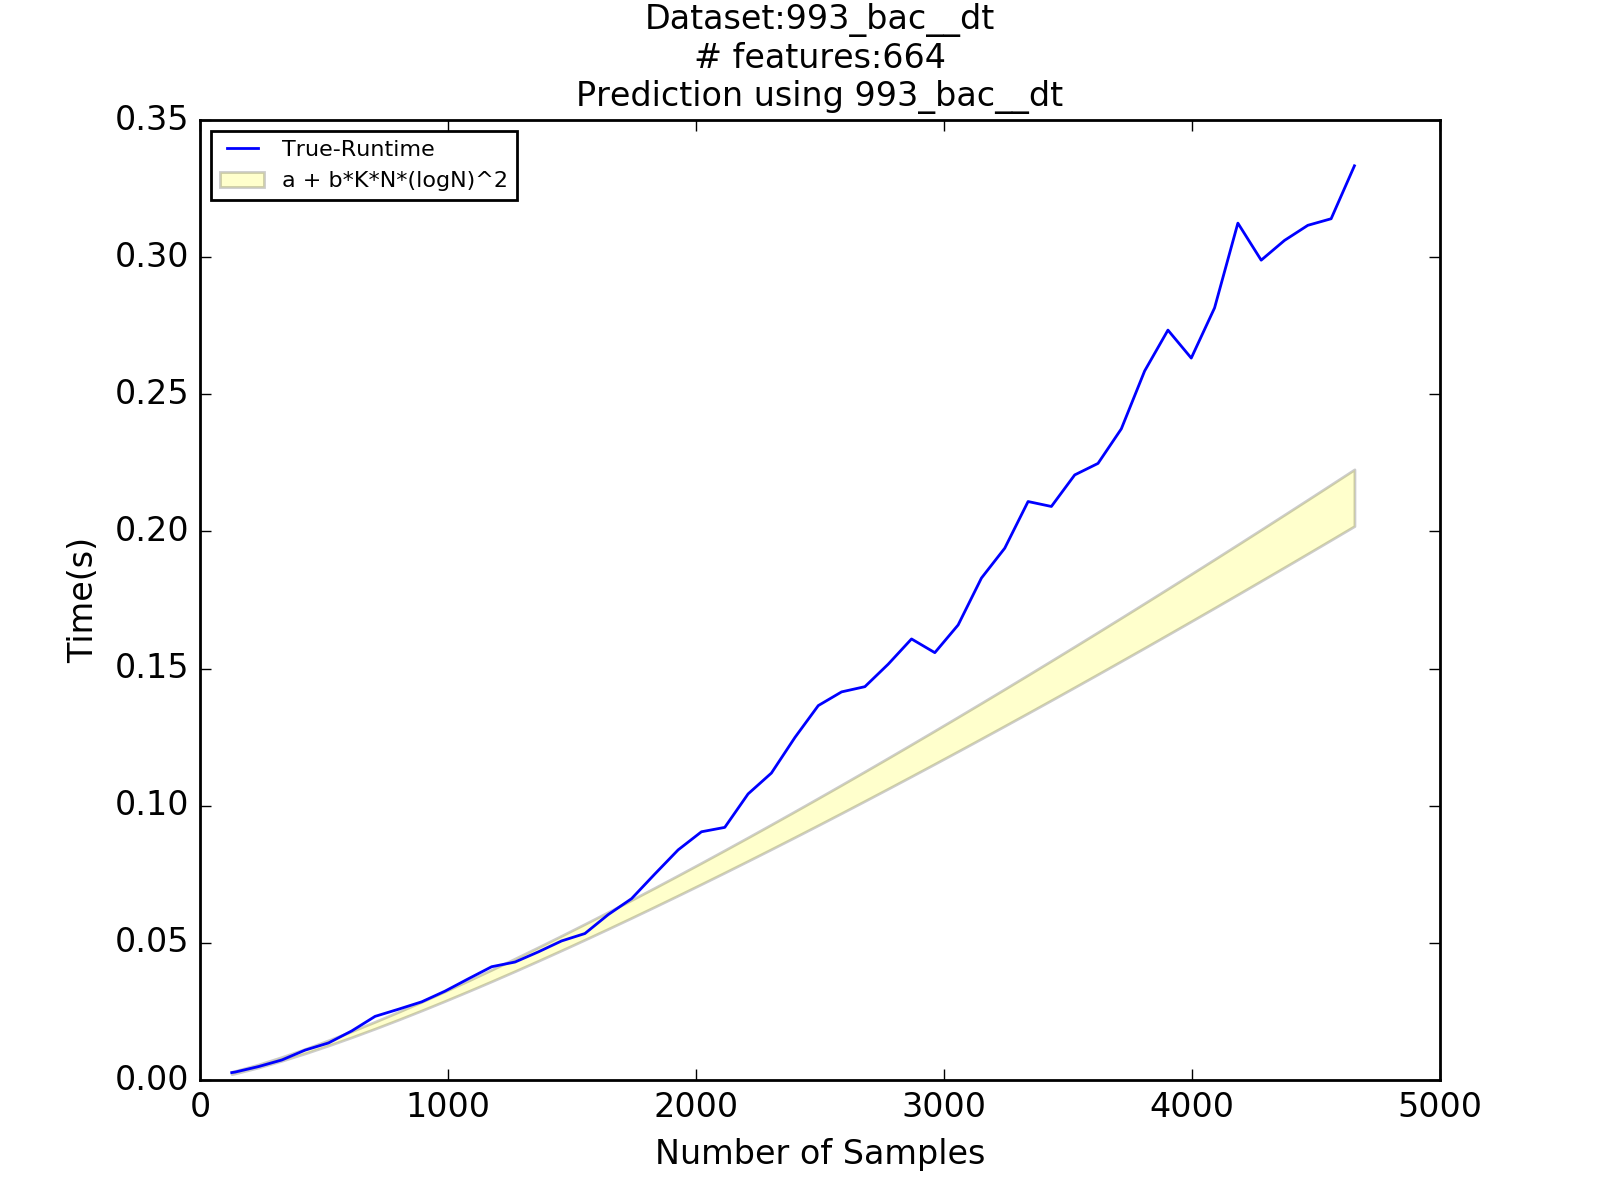 Dataset:993_bac__dt
# features:664
Prediction using 993_bac__dt
True-Runtime
a + b*K*N*(logN)^2
0.35
0.30
0.25
0.20
0.15
0.10
0.05
0.00
Time(s)
0 1000 2000 3000 4000 5000
Number of Samples